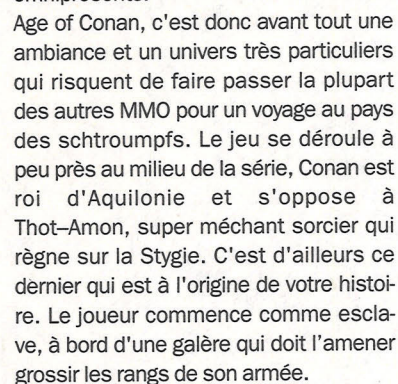 omniprésente.
Age of Conan, c'est donc avant tout une
ambiance et un univers très particuliers
qui risquent de faire passer la plupart
des autres MMO pour un voyage au pays
des schtroumpfs. Le jeu se déroule à
peu près au milieu de la série, Conan est
roi d'Aquilonie et s'oppose à
Thot–Amon, super méchant sorcier qui
règne sur la Stygie. C'est d'ailleurs ce
dernier qui est à l'origine de votre histoi-
re. Le joueur commence comme escla-
ve, à bord d'une galère qui doit l'amener
grossir les rangs de son armée.